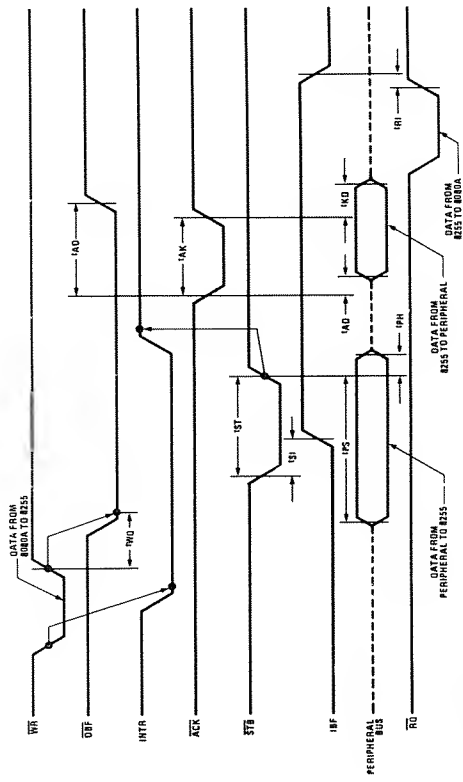 DATA FROM
8080A TO 8255
WR
tWO
tAO
OBF
INTR
tAK
ACK
tST
STB
tSI
IBF
tPS
tPH
tAD
tKD
PERIPHERAL
BUS
tRI
RD
DATA FROM
PERIPHERAL TO 8255
DATA FROM
8255 TO PERIPHERAL
DATA FROM
8255 TO 8080A